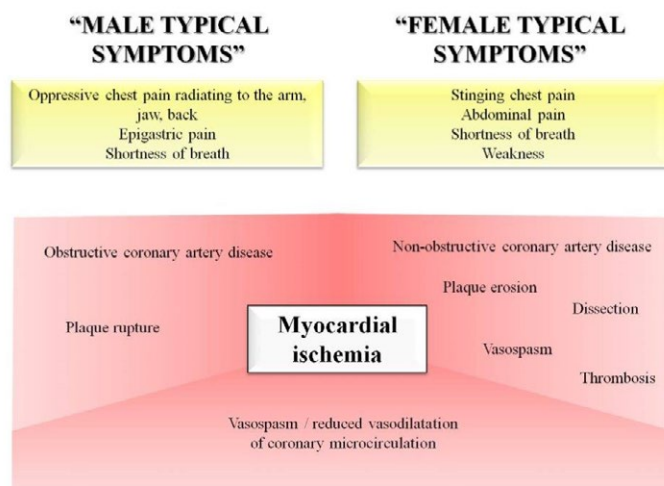 “MALE TYPICAL
SYMPTOMS”
Oppressive chest pain radiating to the arm,
jaw, back
Epigastric pain
Shortness of breath
“FEMALE TYPICAL
SYMPTOMS”
Stinging chest pain
Abdominal pain
Shortness of breath
Weakness
Obstructive coronary artery disease
Plaque rupture
Non-obstructive coronary artery disease
Plaque erosion
Dissection
Vasospasm
Thrombosis
Myocardial
ischemia
Vasospasm / reduced vasodilatation
of coronary microcirculation